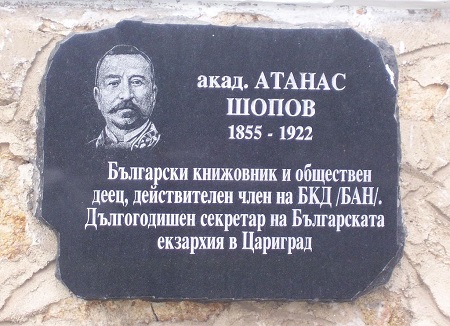 акад. АТАНАС
ШОПОВ
1855 - 1922
Български книжовник и обществен
деец, действителен член на БКД /БАН/.
Дългогодишен секретар на Българската
екзархия в Цариград